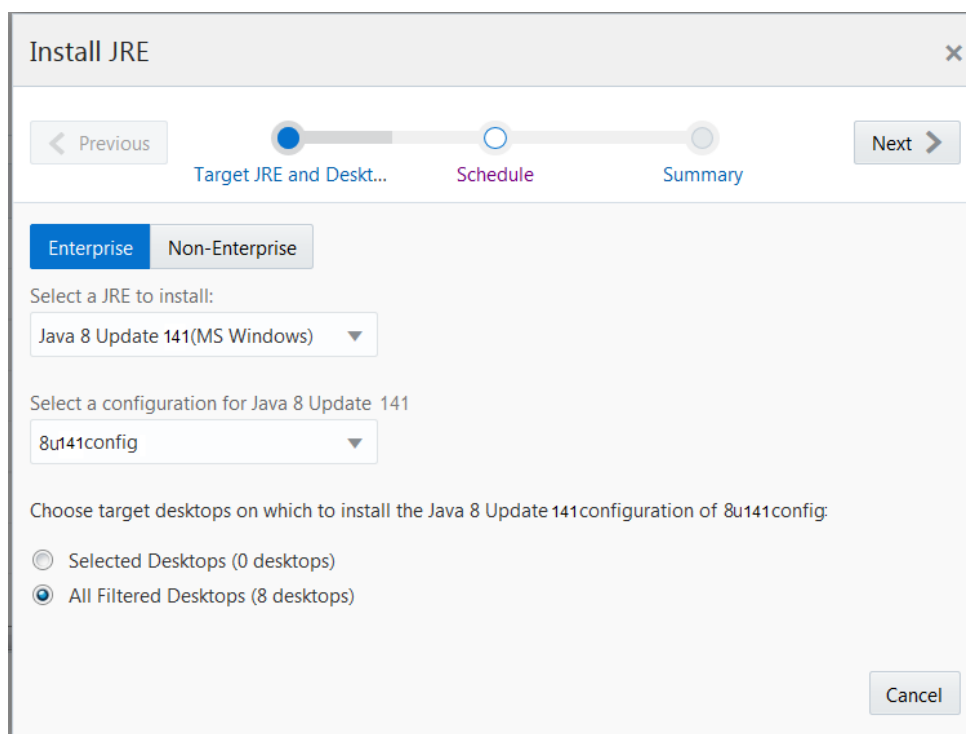 Install JRE
Previous
Next
Target JRE and Deskt...
Schedule
Summary
Enterprise
Non-Enterprise
Select a JRE to install:
Java 8 Update 141(MS Windows)
Select a configuration for Java 8 Update 141
8u141config
Choose target desktops on which to install the Java 8 Update 141configuration of 8u141config:
Selected Desktops (0 desktops)
All Filtered Desktops (8 desktops)
Cancel